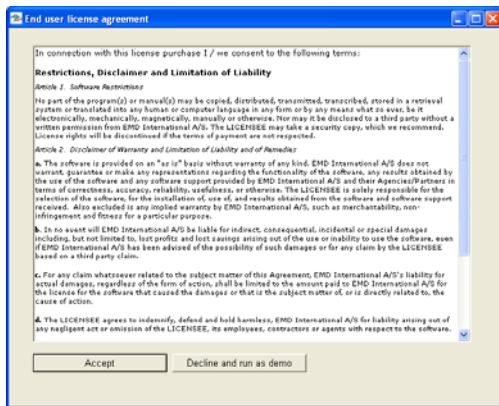 End user license agreement
In connection with this license purchase I / we consent to the following terms:
Restrictions, Disclaimer and Limitation of Liability
Article 1. Software Restrictions
No part of the program(s) or manual(s) may be copied, distributed, transmitted, transcribed, stored in a retrieval
system or translated into any human or computer language in any form or by any means what so ever, be it
electronically, mechanically, magnetically, manually or otherwise. Nor may it be disclosed to a third party without a
written permission from EMD International A/S. The LICENSEE may take a security copy, which we recommend.
License rights will be discontinued if the terms of payment are not respected.
Article 2. Disclaimer of Warranty and Limitation of Liability and of Remedies
a. The software is provided on an "as is" basis without warranty of any kind. EMD International A/S does not
warrant, guarantee or make any representations regarding the functionality of the software, any results obtained by
the use of the software and any software support provided by EMD International A/S and their Agencies/Partners in
terms of correctness, accuracy, reliability, usefulness, or otherwise. The LICENSEE is solely responsible for the
selection of the software, for the installation of, use of, and results obtained from the software and software support
received. Also excluded is any implied warranty by EMD International A/S, such as merchantability, non-
infringement and fitness for a particular purpose.
b. In no event will EMD International A/S be liable for indirect, consequential, incidental or special damages
including, but not limited to, lost profits and lost savings arising out of the use or inability to use the software, even
if EMD International A/S has been advised of the possibility of such damages or for any claim by the LICENSEE
based on a third party claim.
c. For any claim whatsoever related to the subject matter of this Agreement, EMD International A/S's liability for
actual damages, regardless of the form of action, shall be limited to the amount paid to EMD International A/S for
the license for the software that caused the damages or that is the subject matter of, or is directly related to, the
cause of action.
d. The LICENSEE agrees to indemnify, defend and hold harmless, EMD International A/S for liability arising out of
any negligent act or omission of the LICENSEE, its employees, contractors or agents with respect to the software.
Accept
Decline and run as demo